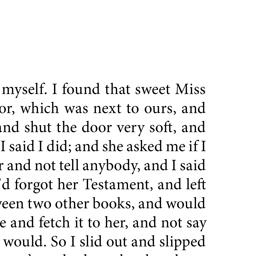 myself. I found that sweet Miss
or, which was next to ours, and
and shut the door very soft, and
I said I did; and she asked me if I
r and not tell anybody, and I said
'd forgot her Testament, and left
ween two other books, and would
e and fetch it to her, and not say
would. So I slid out and slipped